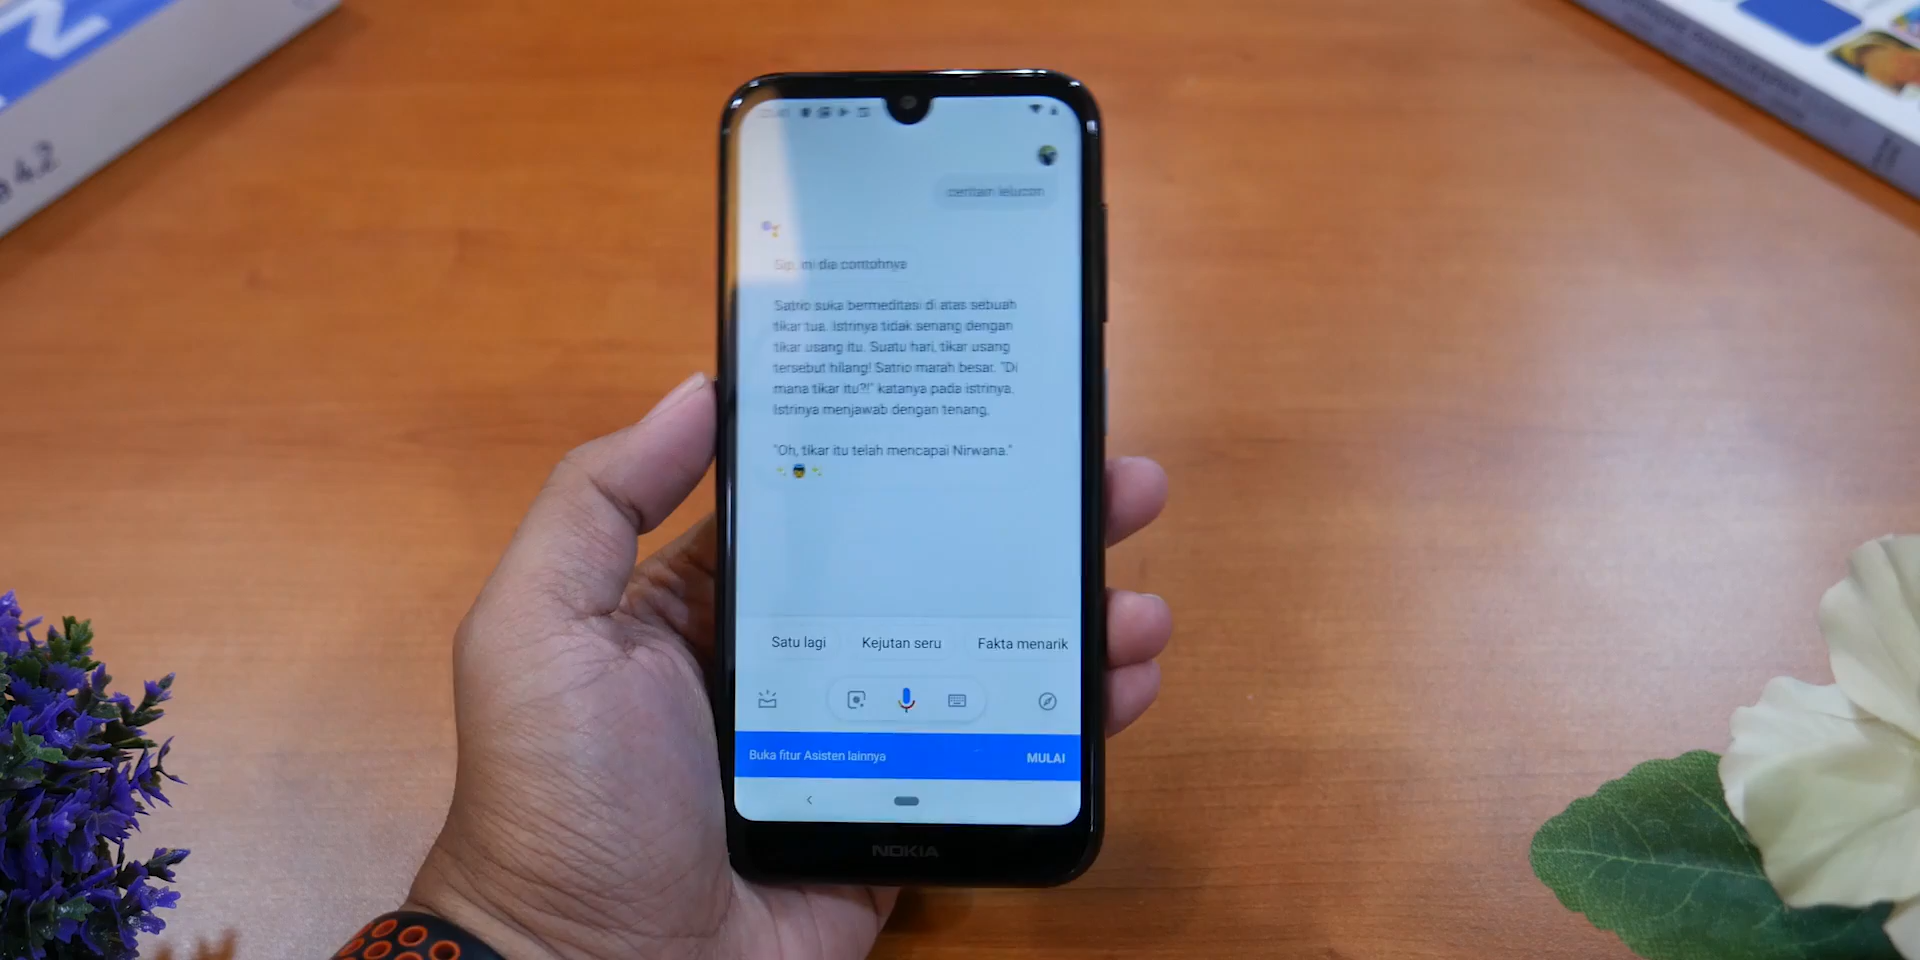 4.2
ceritain lelucon
Sip, ini dia contohnya
Satrio suka bermeditasi di atas sebuah
tikar tua. Istrinya tidak senang dengan
tikar usang itu. Suatu hari, tikar usang
tersebut hilang! Satrio marah besar. "Di
mana tikar itu?!" katanya pada istrinya.
Istrinya menjawab dengan tenang,
"Oh, tikar itu telah mencapai Nirwana."
Satu lagi
Kejutan seru
Fakta menarik
Buka fitur Asisten lainnya
MULAI
NOKIA